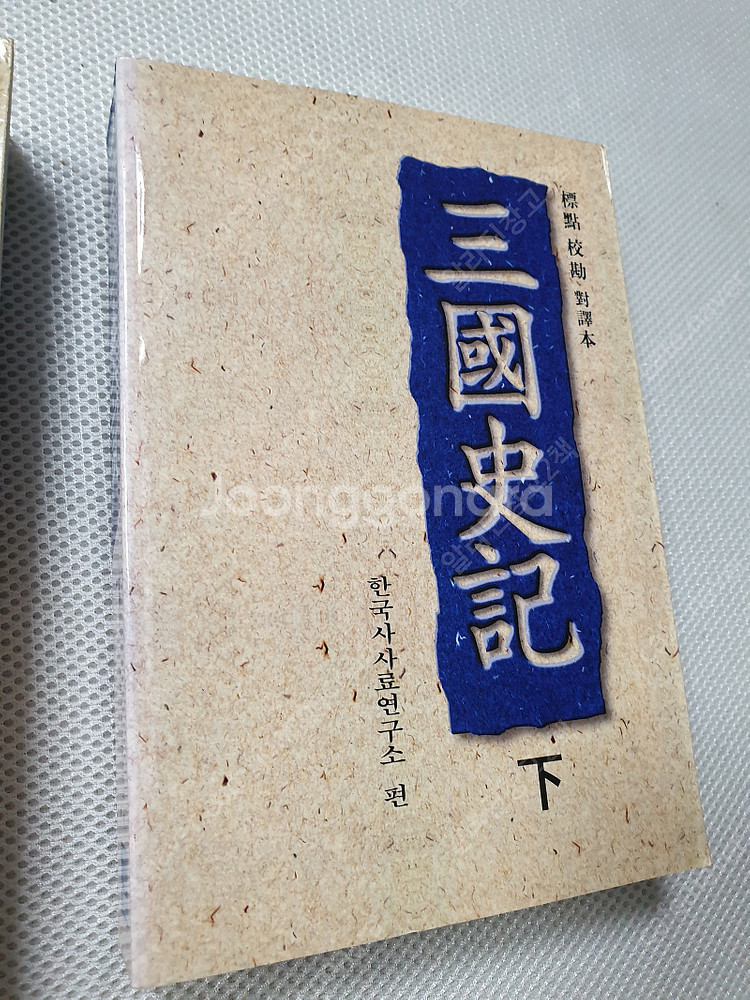 標點 校勘 對譯本
三國史記
下
한국사사료연구소 편
Joonggonara